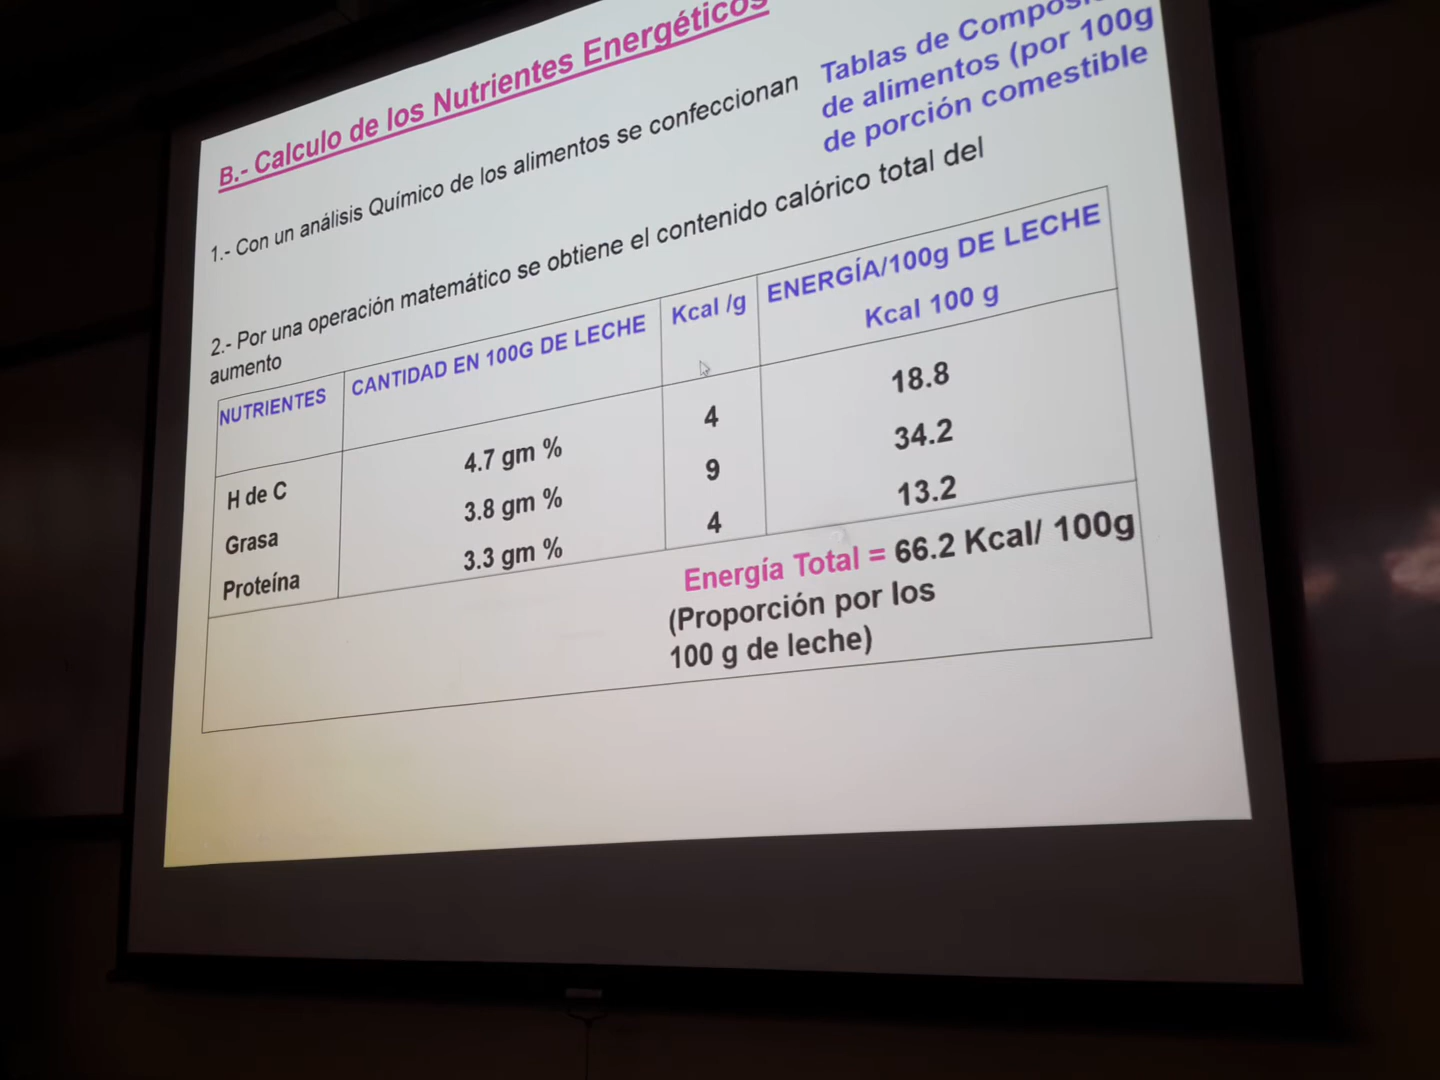 B.- Calculo de los Nutrientes Energéticos
1.- Con un análisis Químico de los alimentos se confeccionan
Tablas de
de alimentos (por 100g
de porción comestible
2.- Por una operación matemático se obtiene el contenido calórico total del
aumento
NUTRIENTES CANTIDAD EN 100G DE LECHE Kcal /g ENERGÍA/100g DE LECHE
Kcal 100 g
H de C 4.7 gm % 4 18.8
Grasa 3.8 gm % 9 34.2
Proteína 3.3 gm % 4 13.2
Energía Total = 66.2 Kcal/ 100g
(Proporción por los
100 g de leche)